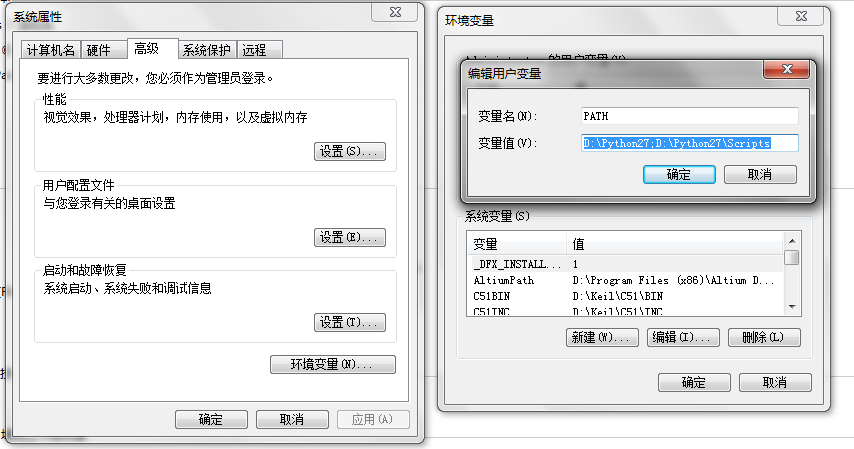 系统属性
计算机名 硬件 高级 系统保护 远程
要进行大多数更改，您必须作为管理员登录。
性能
视觉效果，处理器计划，内存使用，以及虚拟内存
设置(S)...
用户配置文件
与您登录有关的桌面设置
设置(E)...
启动和故障恢复
系统启动、系统失败和调试信息
设置(T)...
环境变量(N)...
确定 取消 应用(A)
环境变量
的用户变量(U)
编辑用户变量
变量名(N): PATH
变量值(V): D:\Python27;D:\Python27\Scripts
确定 取消
系统变量(S)
变量 值
_DFX_INSTALL... 1
AltiumPath D:\Program Files (x86)\Altium D...
C51BIN D:\Keil\C51\BIN
C51INC D:\Keil\C51\INC
新建(W)... 编辑(I)... 删除(L)
确定 取消